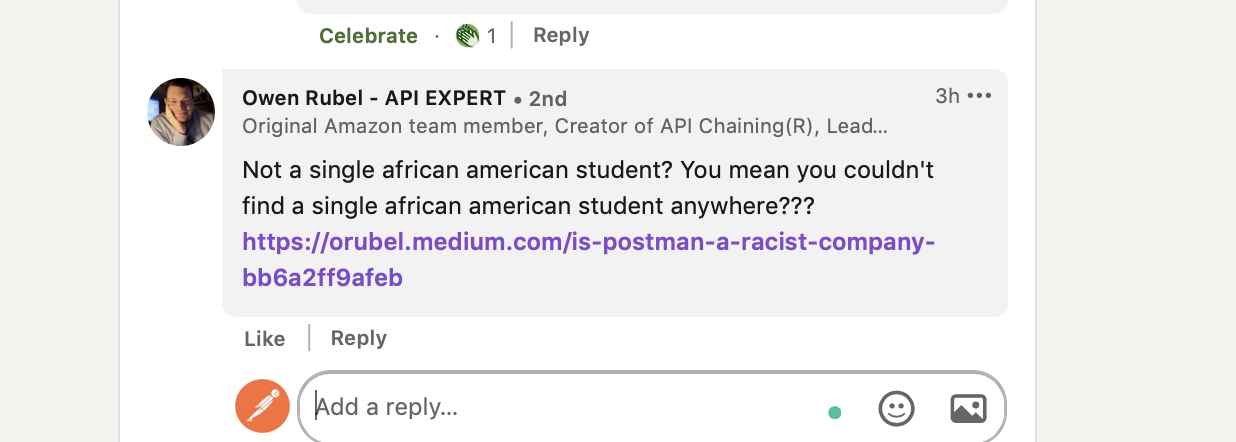 Celebrate · 1 | Reply
Owen Rubel - API EXPERT • 2nd
3h •••
Original Amazon team member, Creator of API Chaining(R), Lead...
Not a single african american student? You mean you couldn't
find a single african american student anywhere???
https://orubel.medium.com/is-postman-a-racist-company-
bb6a2ff9afeb
Like | Reply
Add a reply...